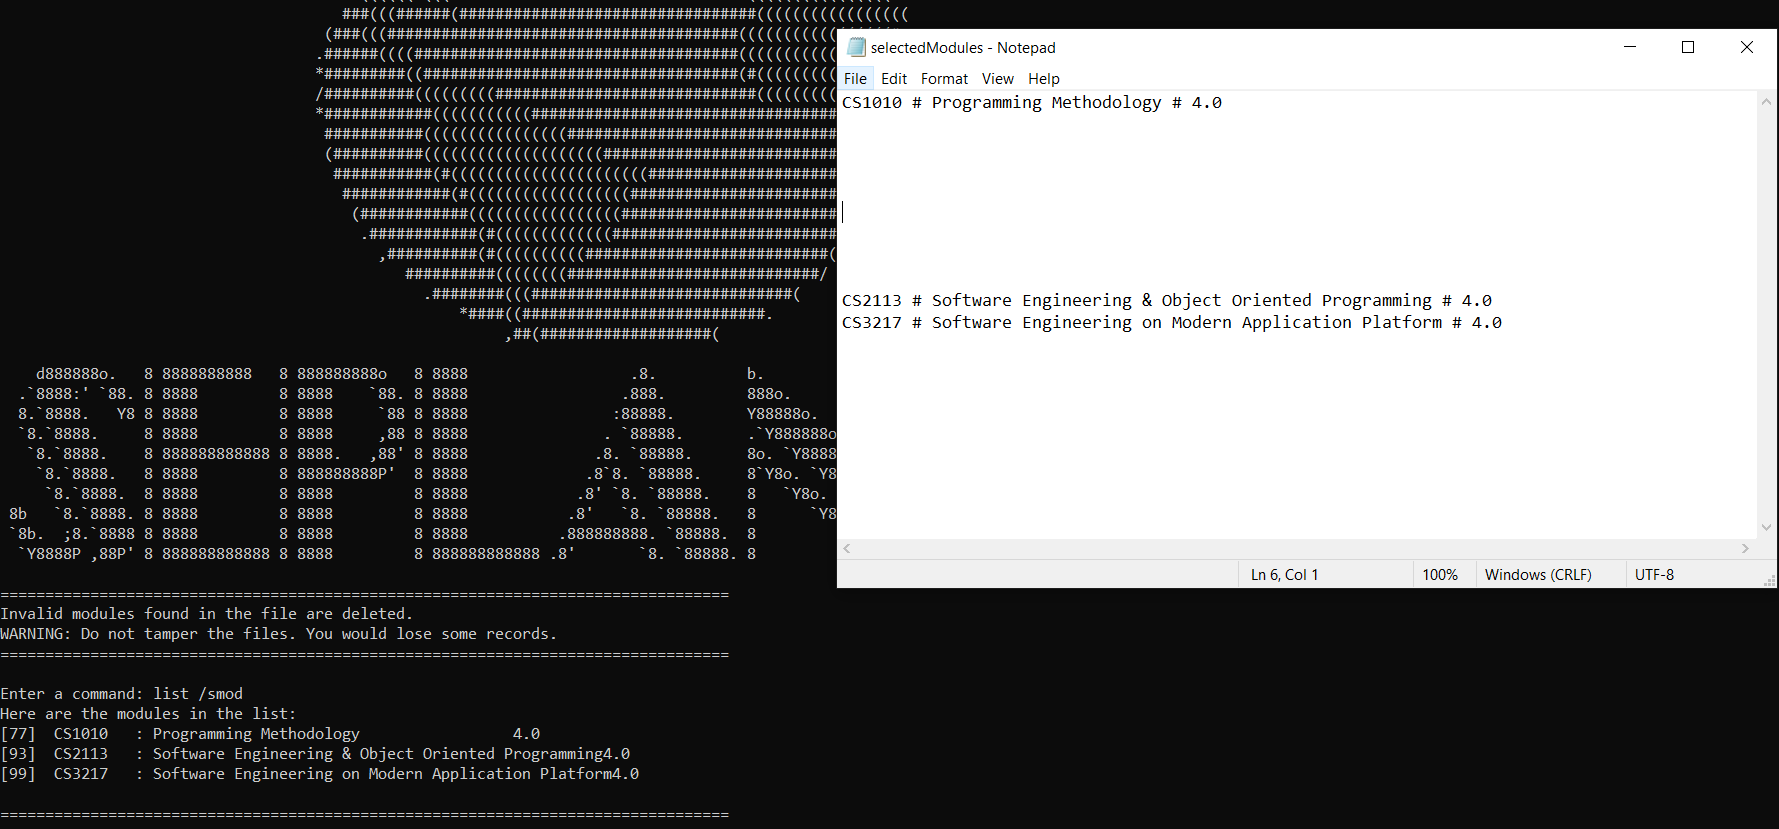 selectedModules - Notepad
File Edit Format View Help
CS1010 # Programming Methodology # 4.0
CS2113 # Software Engineering & Object Oriented Programming # 4.0
CS3217 # Software Engineering on Modern Application Platform # 4.0
Ln 6, Col 1
100%
Windows (CRLF)
UTF-8
SEPLAN
================================================================================
Invalid modules found in the file are deleted.
WARNING: Do not tamper the files. You would lose some records.
================================================================================
Enter a command: list /smod
Here are the modules in the list:
[77]  CS1010   : Programming Methodology                 4.0
[93]  CS2113   : Software Engineering & Object Oriented Programming4.0
[99]  CS3217   : Software Engineering on Modern Application Platform4.0
================================================================================